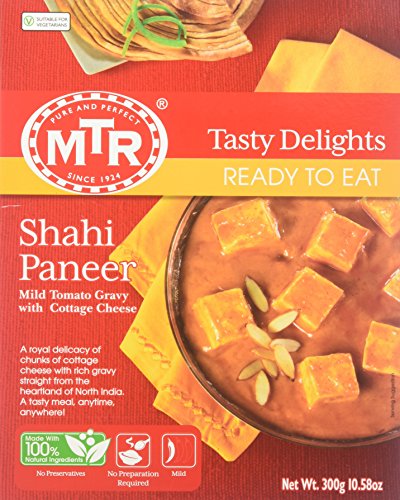 SUITABLE FOR
VEGETARIANS
PURE AND PERFECT
MTR®
SINCE 1924
Tasty Delights
READY TO EAT
Shahi
Paneer
Mild Tomato Gravy
with Cottage Cheese
A royal delicacy of
chunks of cottage
cheese with rich gravy
straight from the
heartland of North India.
A tasty meal, anytime,
anywhere!
Made With
100%
Natural Ingredients
No Preservatives
No Preparation
Required
Mild
Serving suggestion
Net Wt. 300g 10.58oz